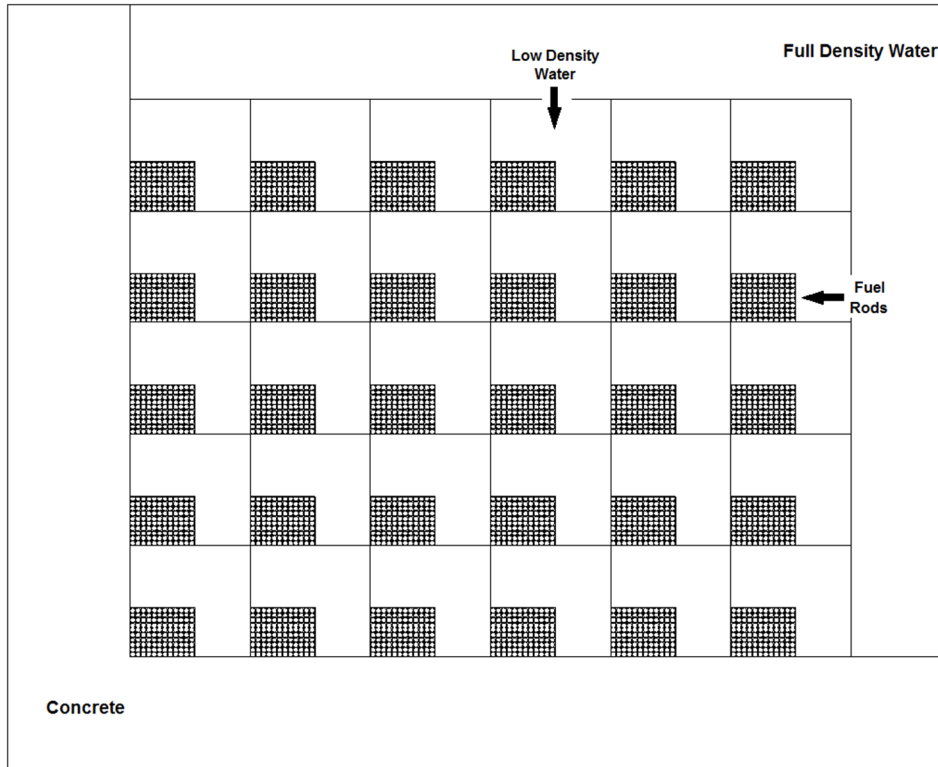 Full Density Water
Low Density
Water
Fuel
Rods
Concrete